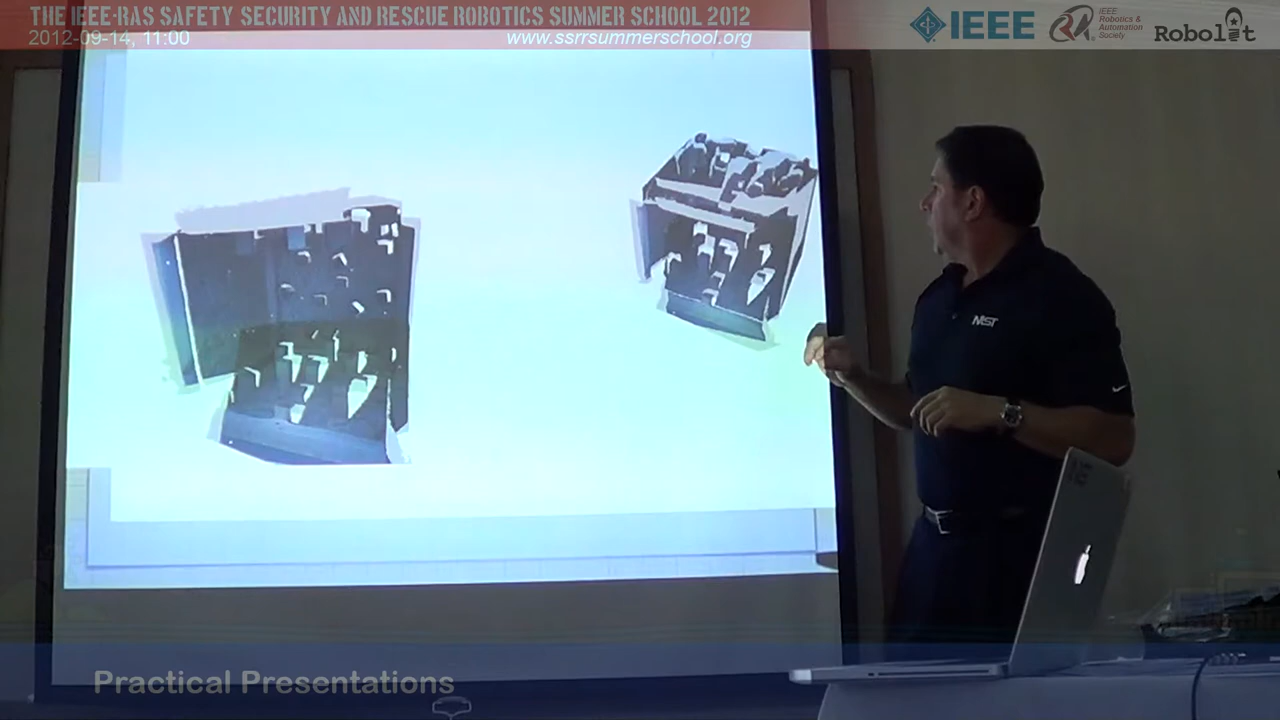 THE IEEE-RAS SAFETY SECURITY AND RESCUE ROBOTICS SUMMER SCHOOL 2012
2012-09-14, 11:00
www.ssrrsummerschool.org
IEEE
IEEE
Robotics &
Automation
Society
Robolit
NIST
Practical Presentations